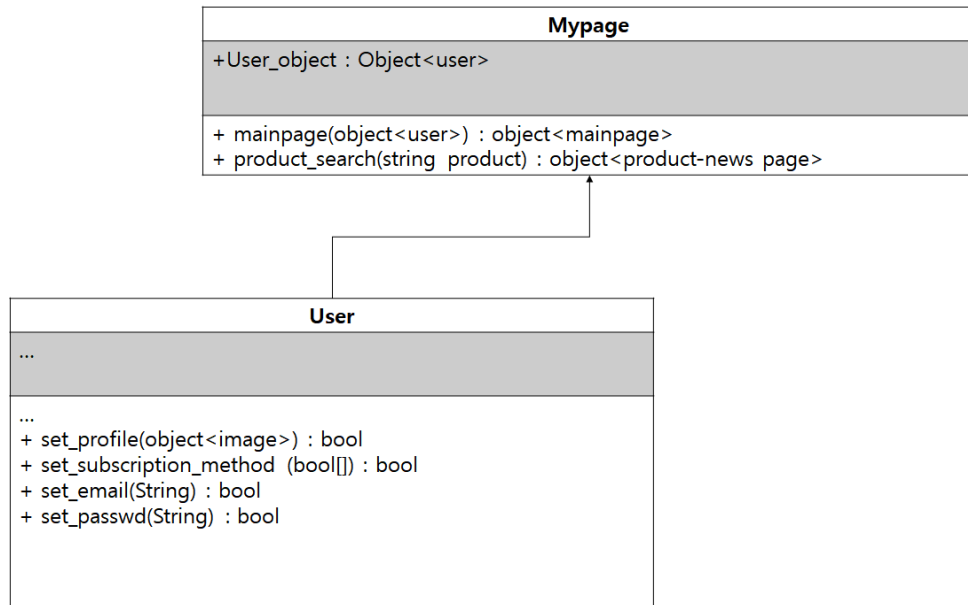 Mypage
+User_object : Object<user>
+ mainpage(object<user>) : object<mainpage>
+ product_search(string product) : object<product-news page>
User
...
...
+ set_profile(object<image>) : bool
+ set_subscription_method (bool[]) : bool
+ set_email(String) : bool
+ set_passwd(String) : bool